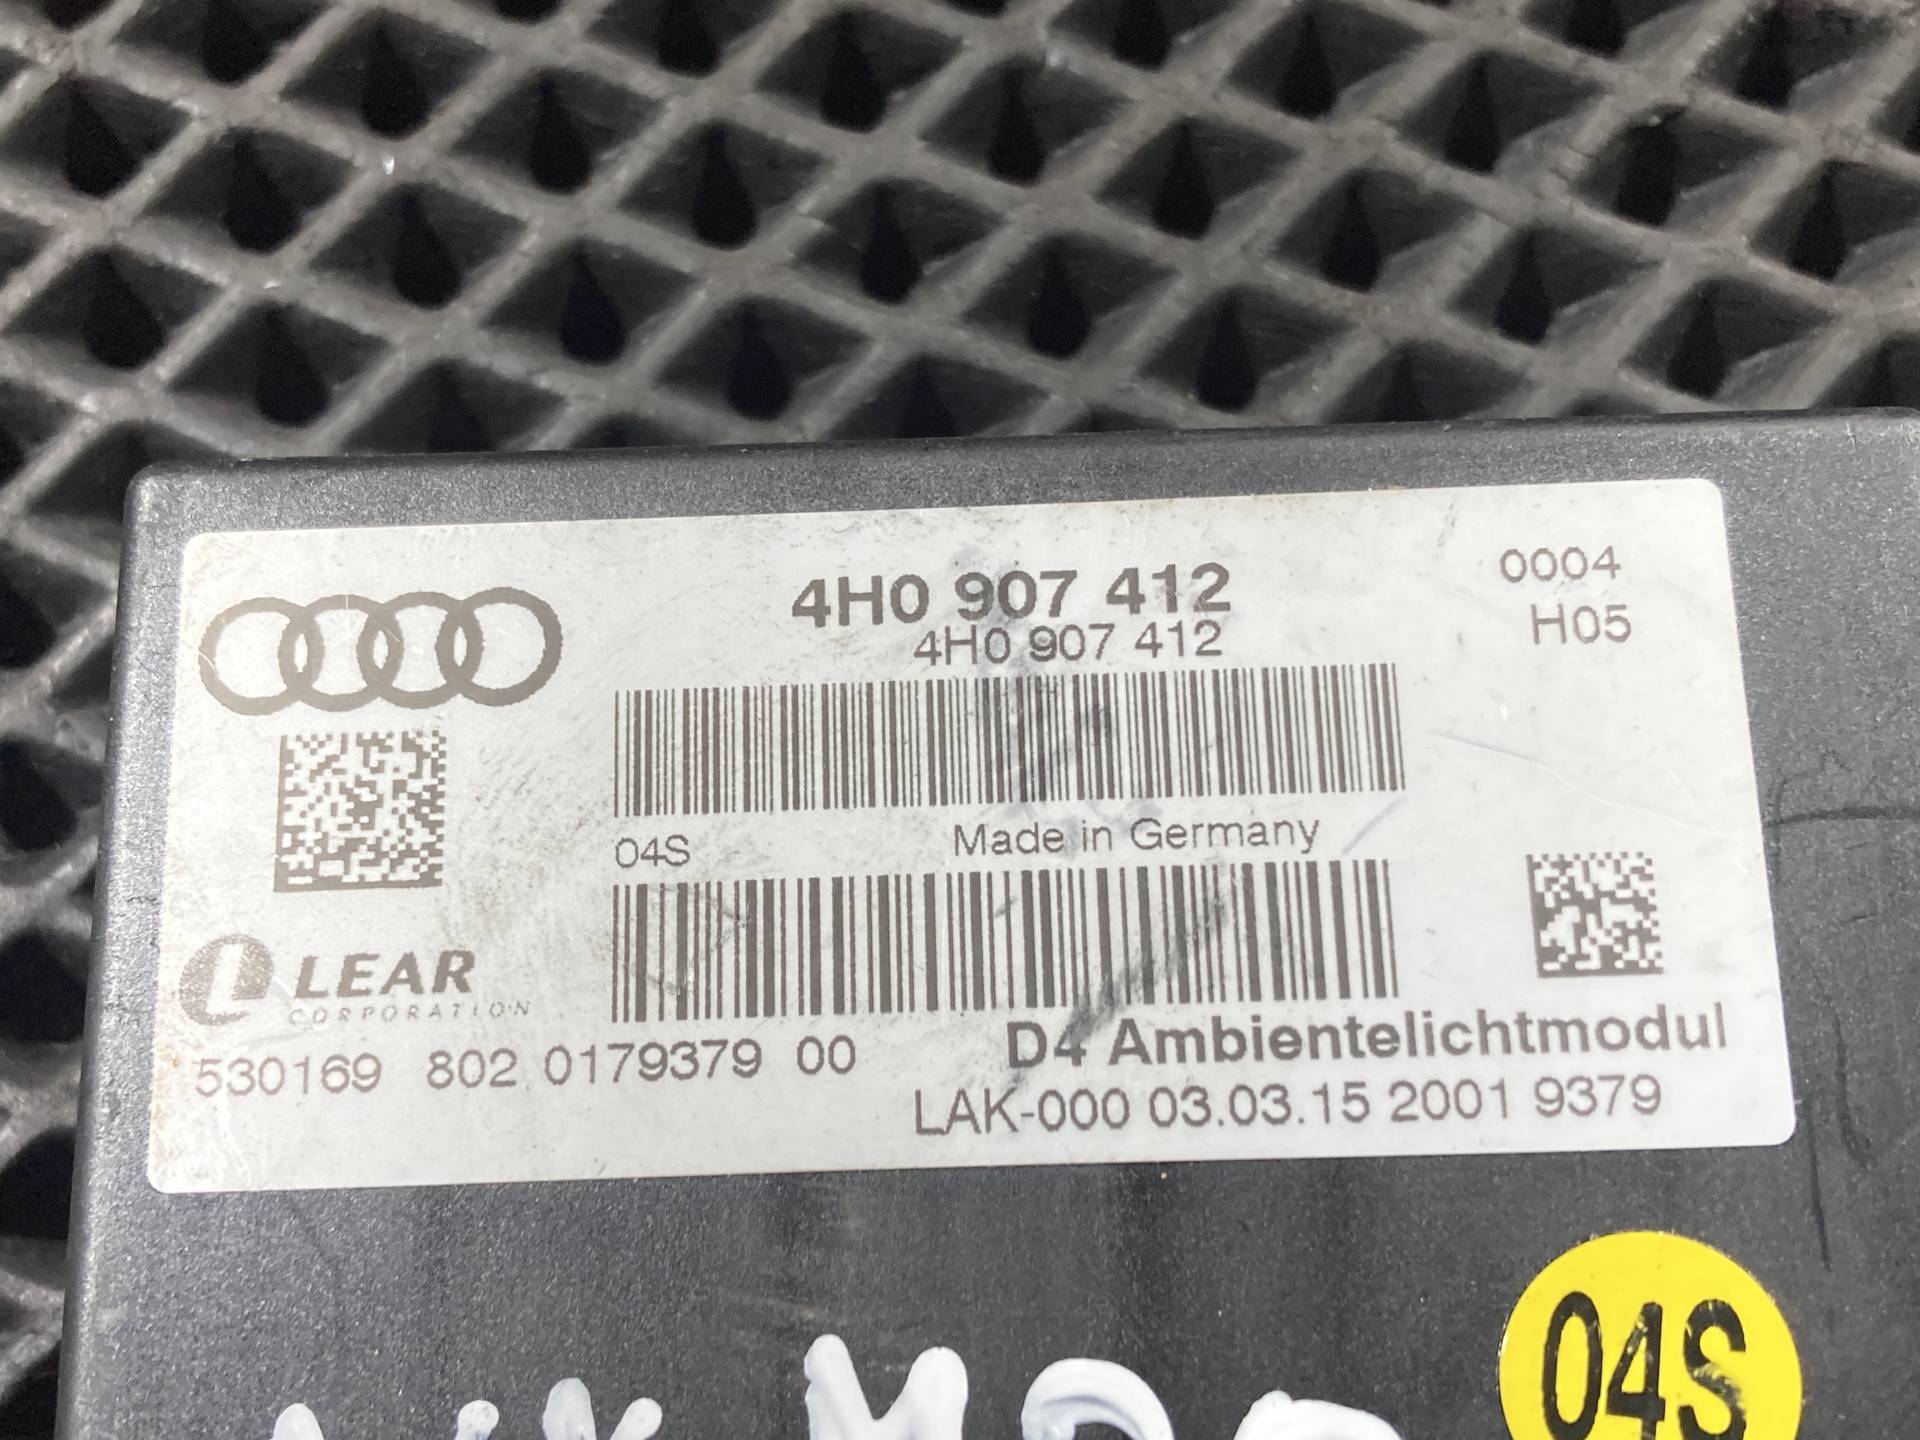 4H0 907 412
0004
4H0 907 412
H05
04S
Made in Germany
LEAR
CORPORATION
D4 Ambientelichtmodul
530169 802 0179379 00
LAK-000 03.03.15 2001 9379
04S